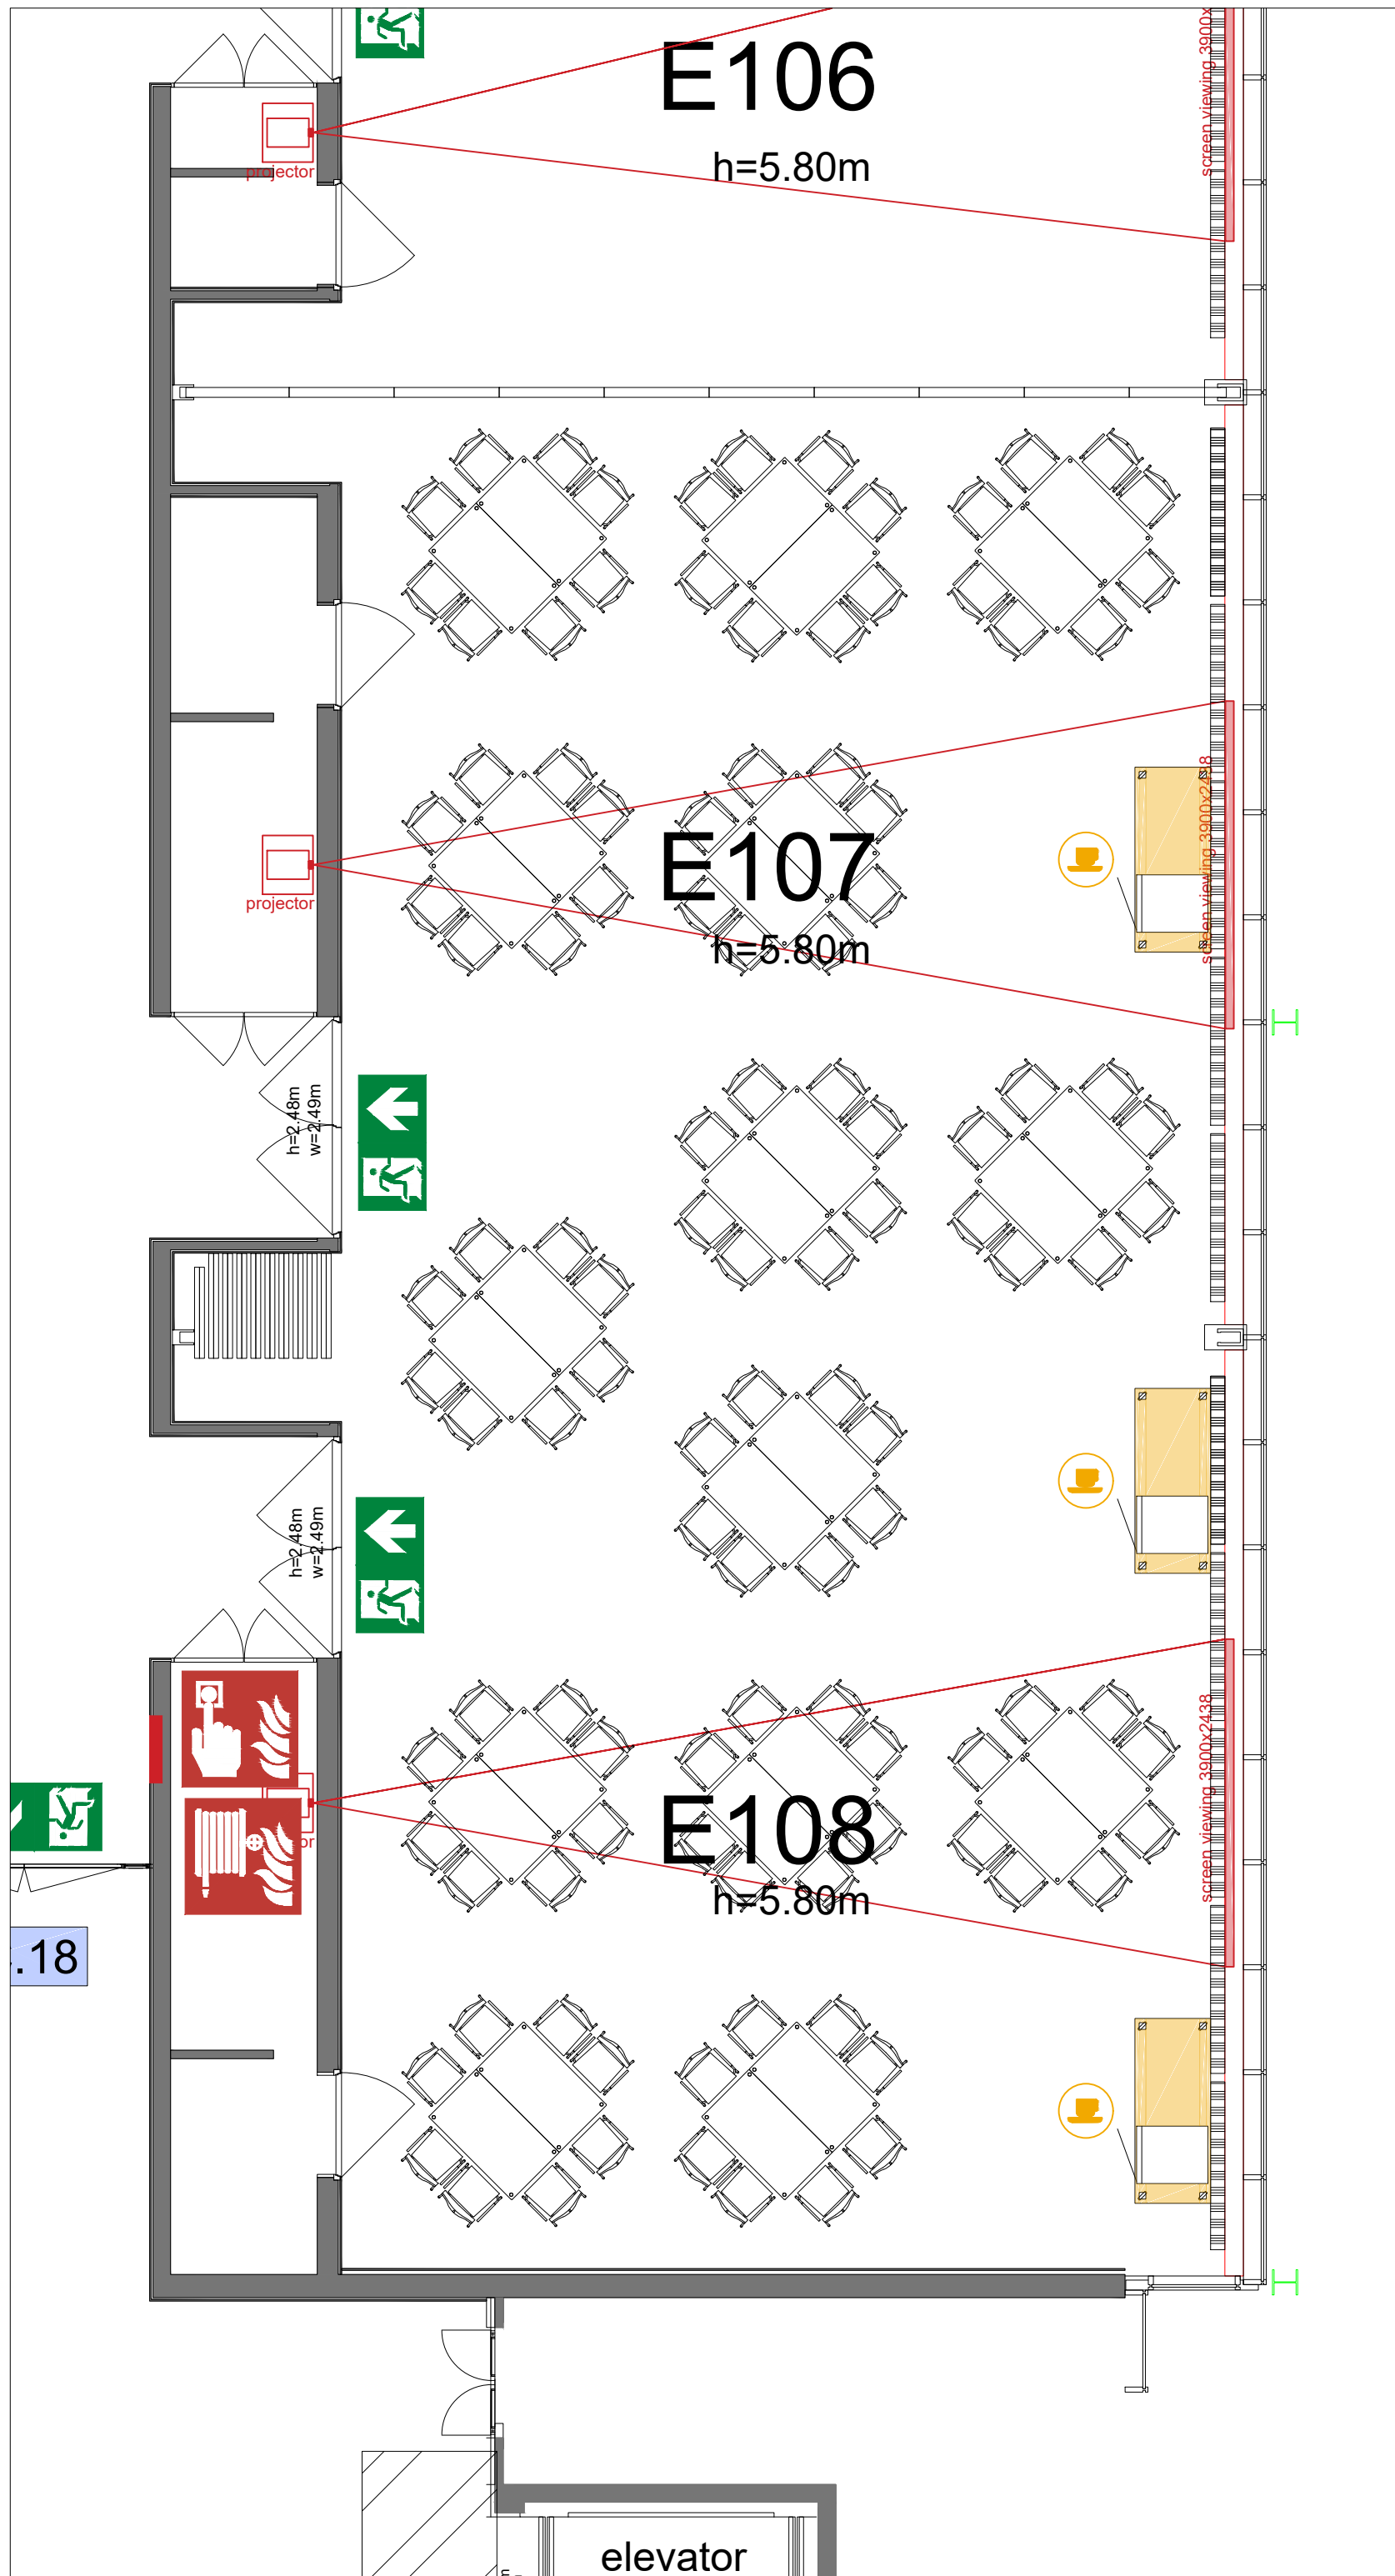 E106
h=5.80m
screen viewing 3900x
projector
E107
h=5.80m
screen viewing 3900x2438
projector
h=2.48m
w=2.49m
h=2.48m
w=2.49m
E108
h=5.80m
screen viewing 3900x2438
.18
elevator